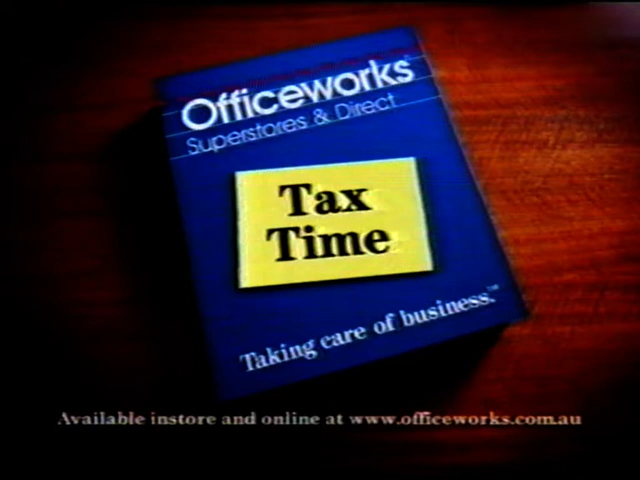 Officeworks
Superstores & Direct
Tax
Time
Taking care of business.™
Available instore and online at www.officeworks.com.au